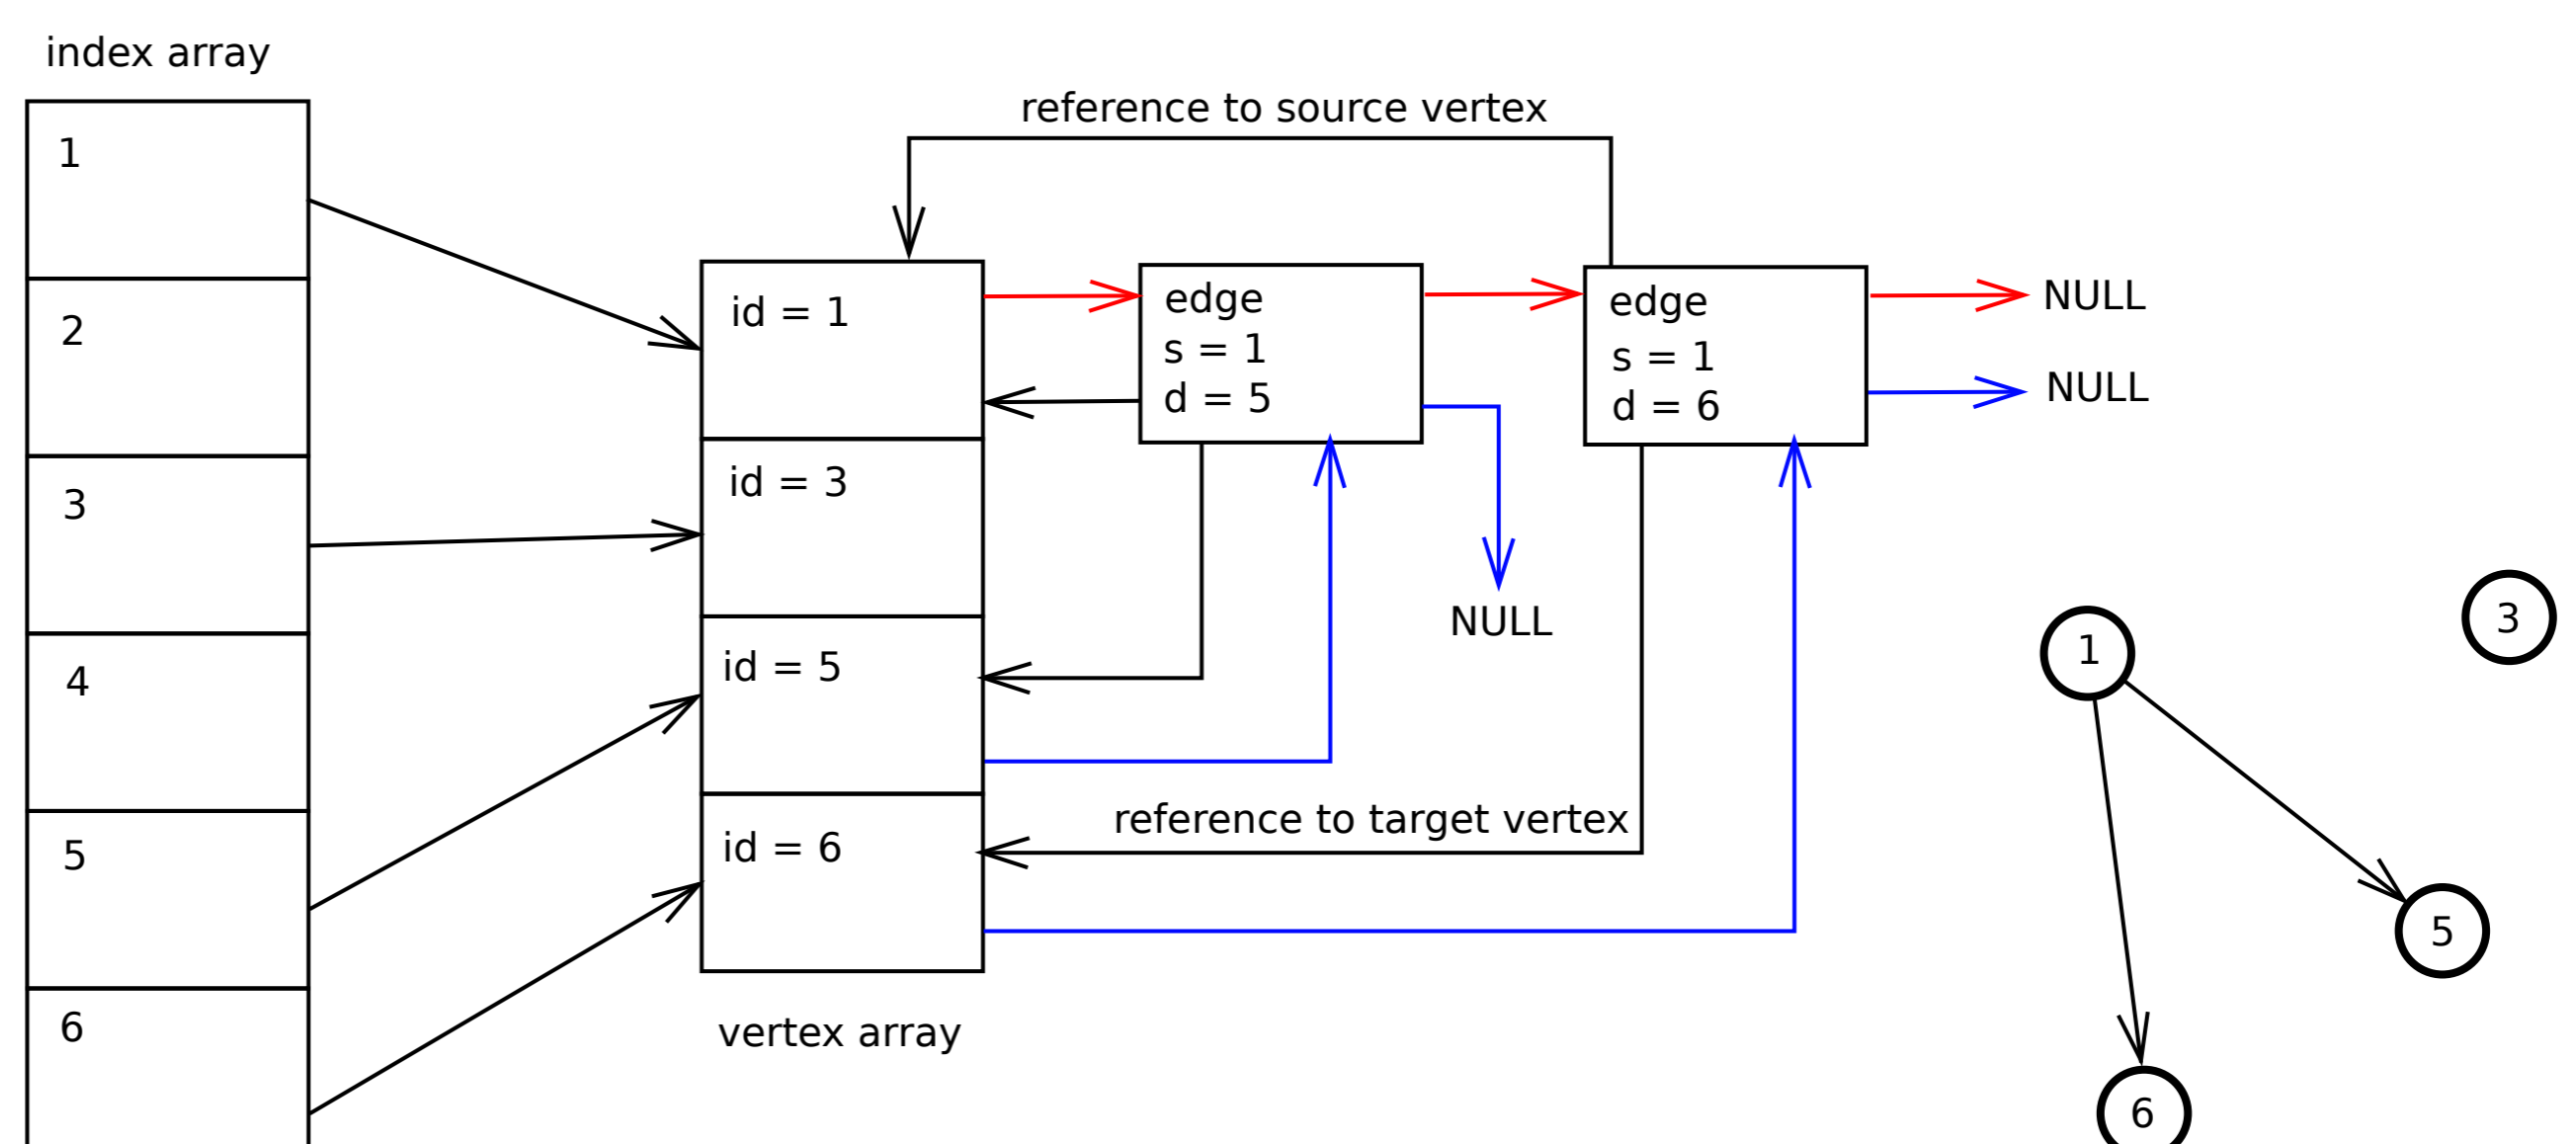 index array
1
2
3
4
5
6
reference to source vertex
id = 1
id = 3
id = 5
id = 6
vertex array
edge
s = 1
d = 5
edge
s = 1
d = 6
NULL
NULL
NULL
reference to target vertex
1
3
5
6